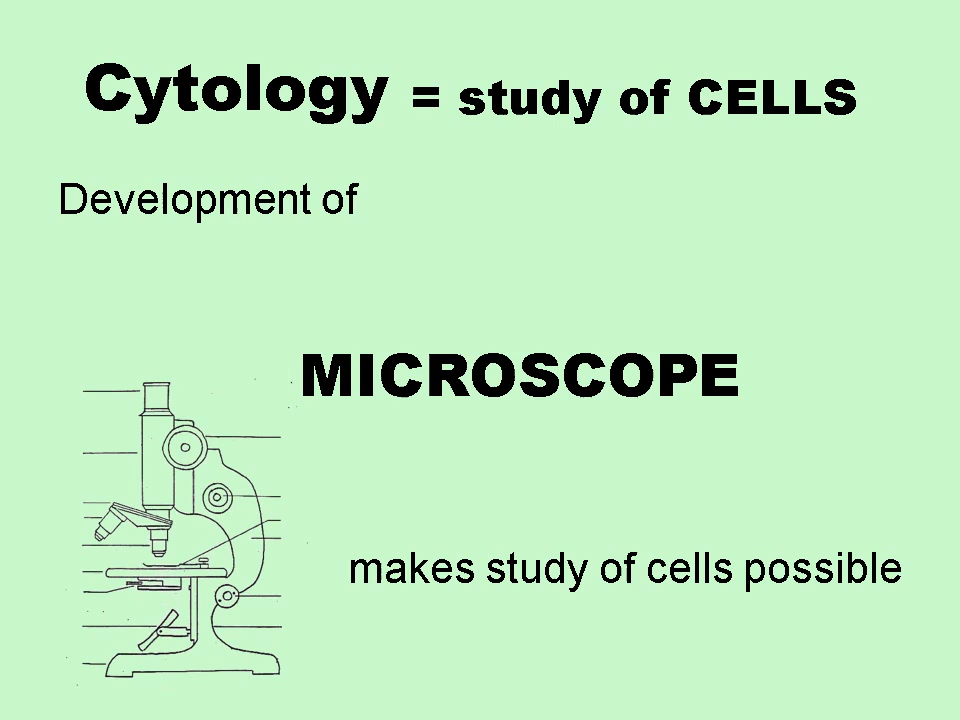 Cytology = study of CELLS
Development of
MICROSCOPE
makes study of cells possible